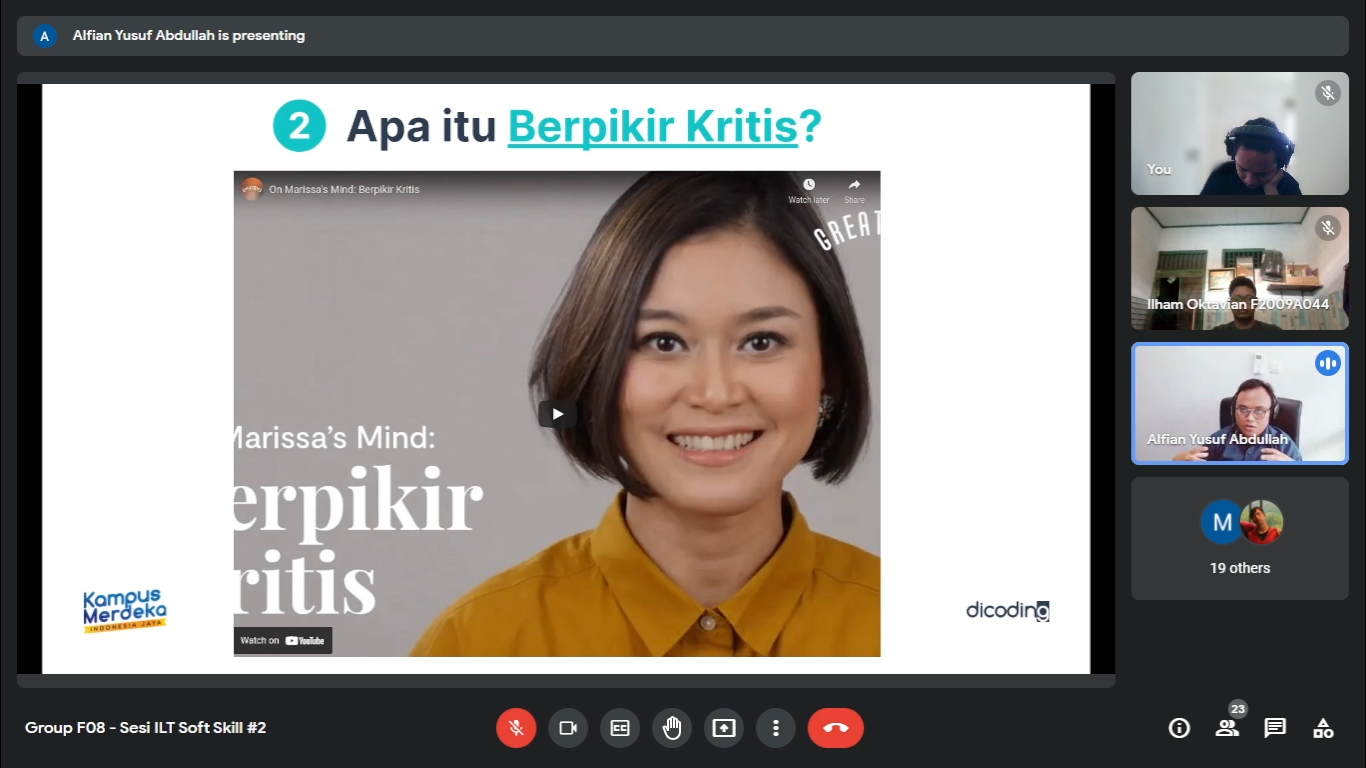 A Alfian Yusuf Abdullah is presenting
2 Apa itu Berpikir Kritis?
On Marissa's Mind: Berpikir Kritis
Watch later
Share
GREAT
Marissa's Mind:
erpikir
ritis
Watch on YouTube
Kampus
Merdeka
INDONESIA JAYA
dicoding
You
Ilham Oktavian F2009A044
Alfian Yusuf Abdullah
M
19 others
Group F08 - Sesi ILT Soft Skill #2
CC
23